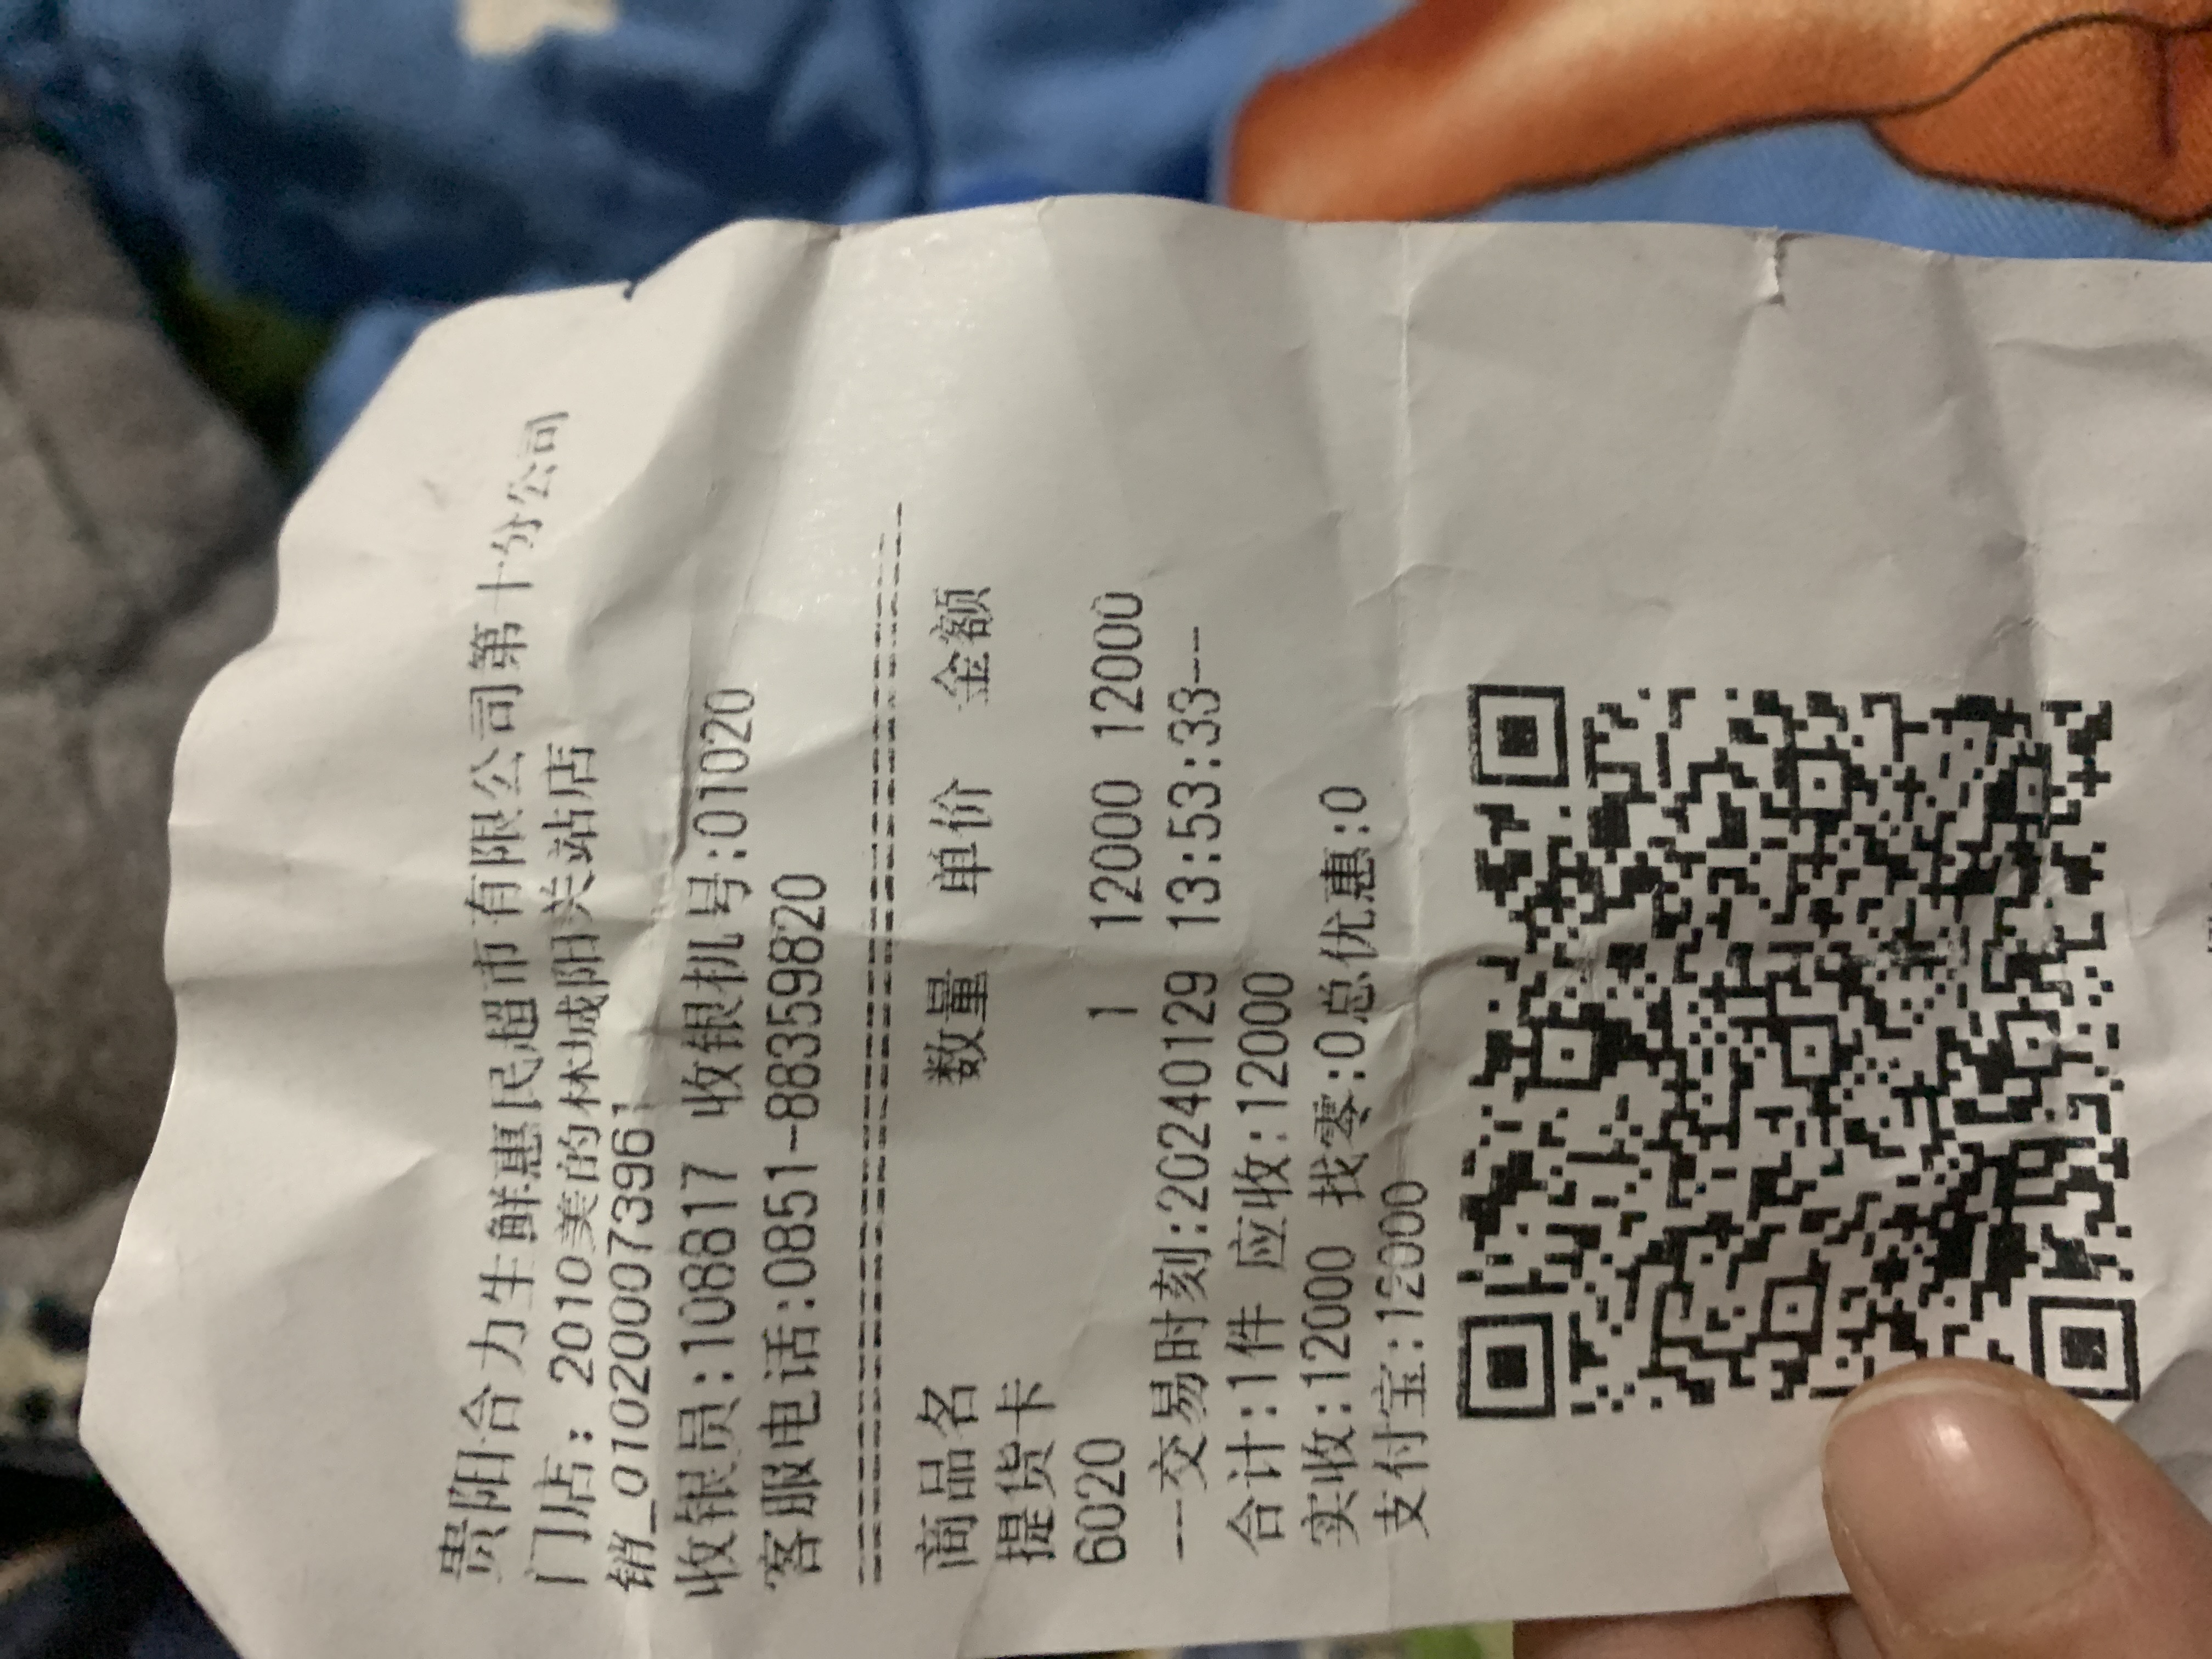 贵阳合力生鲜惠民超市有限公司第十分公司
门店：2010美的林城阳关站店
销_0102000739611
收银员:108817 收银机号:01020
客服电话:0851-88359820
商品名 数量 单价 金额
提货卡
6020 1 12000 12000
---交易时刻:20240129 13:53:33--
合计:1件 应收:12000
实收:12000 找零:0总优惠:0
支付宝:12000